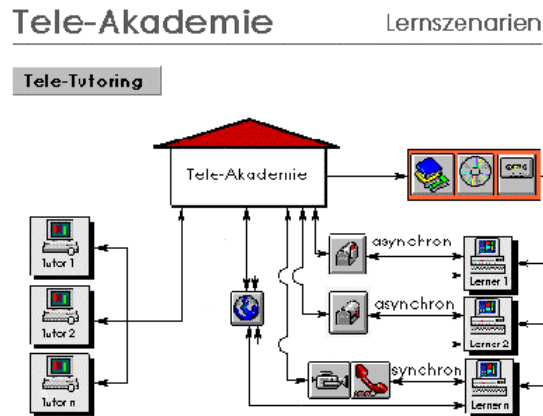 Tele-Akademie
Lernszenarien
Tele-Tutoring
Tele-Akademie
asynchron
Tutor 1
Lerner 1
asynchron
Tutor 2
Lerner 2
synchron
Tutor n
Lerner n